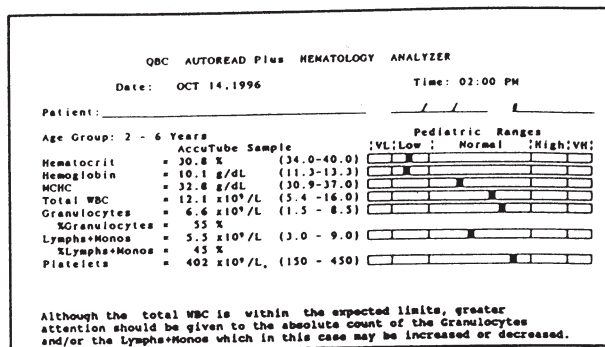 QBC AUTOREAD Plus HEMATOLOGY ANALYZER
Date: OCT 14,1996 Time: 02:00 PM
Patient:
Age Group: 2 - 6 Years Pediatric Ranges
AccuTube Sample VL Low Normal High VH
Hematocrit = 30.8 % (34.0-40.0)
Hemoglobin = 10.1 g/dL (11.3-13.3)
MCHC = 32.8 g/dL (30.9-37.0)
Total WBC = 12.1 x10⁹/L (5.4 -16.0)
Granulocytes = 6.6 x10⁹/L (1.5 - 8.5)
%Granulocytes = 55 %
Lymphs+Monos = 5.5 x10⁹/L (3.0 - 9.0)
%Lymphs+Monos = 45 %
Platelets = 402 x10⁹/L, (150 - 450)
Although the total WBC is within the expected limits, greater
attention should be given to the absolute count of the Granulocytes
and/or the Lymphs+Monos which in this case may be increased or decreased.